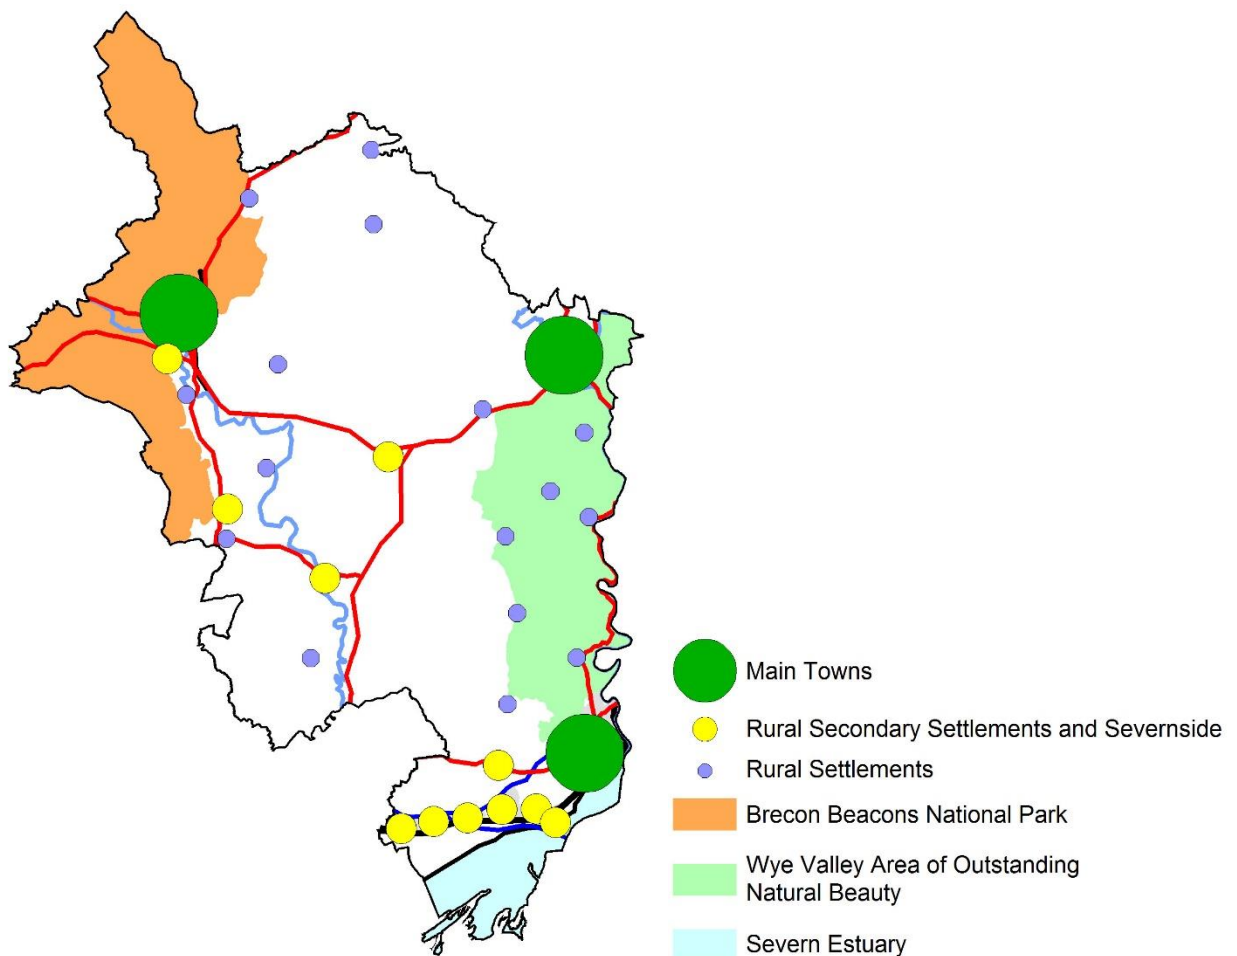 Main Towns
Rural Secondary Settlements and Severnside
Rural Settlements
Brecon Beacons National Park
Wye Valley Area of Outstanding
Natural Beauty
Severn Estuary